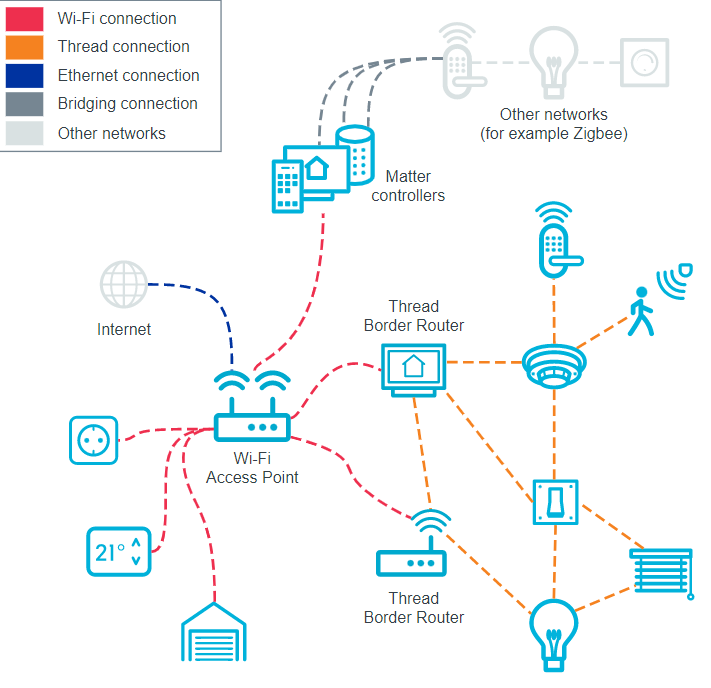 Wi-Fi connection
Thread connection
Ethernet connection
Bridging connection
Other networks
Other networks
(for example Zigbee)
Matter
controllers
Internet
Thread
Border Router
Wi-Fi
Access Point
21°
Thread
Border Router